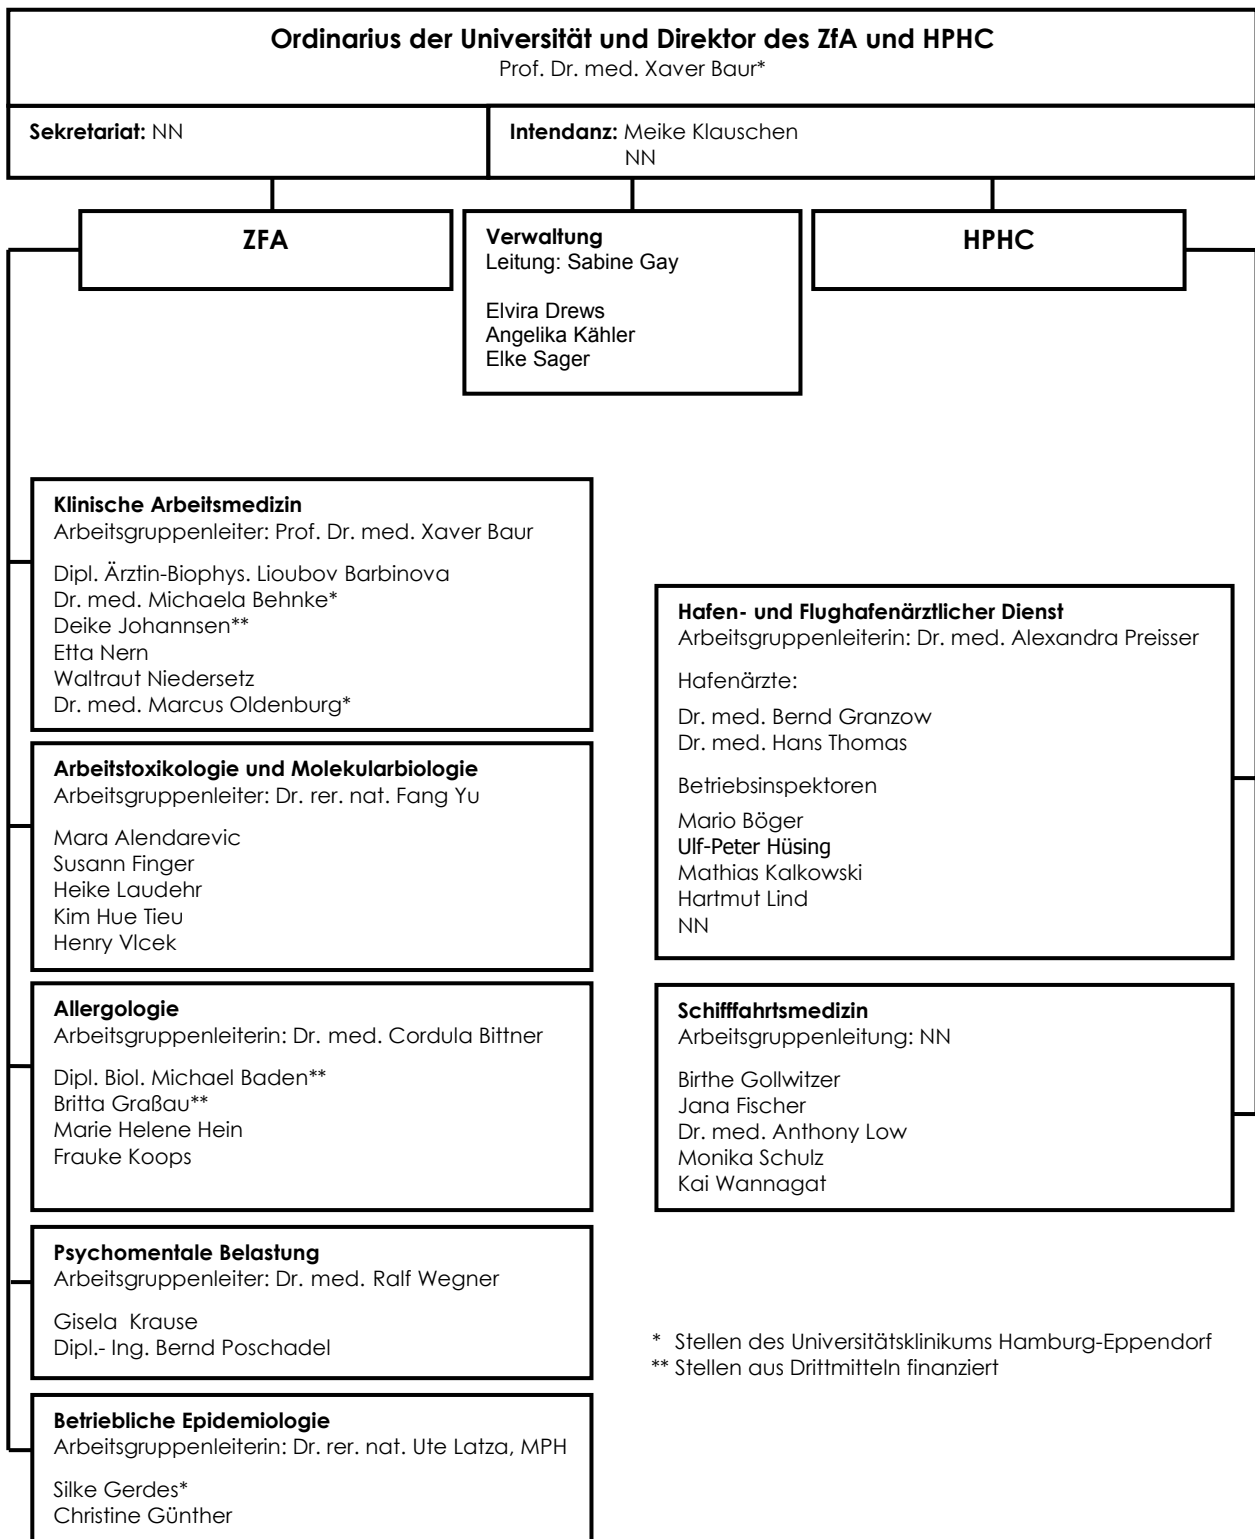 Ordinarius der Universität und Direktor des ZfA und HPHC
Prof. Dr. med. Xaver Baur*
Sekretariat: NN
Intendanz: Meike Klauschen
NN
ZFA
Verwaltung
Leitung: Sabine Gay
Elvira Drews
Angelika Kähler
Elke Sager
HPHC
Klinische Arbeitsmedizin
Arbeitsgruppenleiter: Prof. Dr. med. Xaver Baur
Dipl. Ärztin-Biophys. Lioubov Barbinova
Dr. med. Michaela Behnke*
Deike Johannsen**
Etta Nern
Waltraut Niedersetz
Dr. med. Marcus Oldenburg*
Arbeitstoxikologie und Molekularbiologie
Arbeitsgruppenleiter: Dr. rer. nat. Fang Yu
Mara Alendarevic
Susann Finger
Heike Laudehr
Kim Hue Tieu
Henry Vlcek
Allergologie
Arbeitsgruppenleiterin: Dr. med. Cordula Bittner
Dipl. Biol. Michael Baden**
Britta Graßau**
Marie Helene Hein
Frauke Koops
Psychomentale Belastung
Arbeitsgruppenleiter: Dr. med. Ralf Wegner
Gisela Krause
Dipl.- Ing. Bernd Poschadel
Betriebliche Epidemiologie
Arbeitsgruppenleiterin: Dr. rer. nat. Ute Latza, MPH
Silke Gerdes*
Christine Günther
Hafen- und Flughafenärztlicher Dienst
Arbeitsgruppenleiterin: Dr. med. Alexandra Preisser
Hafenärzte:
Dr. med. Bernd Granzow
Dr. med. Hans Thomas
Betriebsinspektoren
Mario Böger
Ulf-Peter Hüsing
Mathias Kalkowski
Hartmut Lind
NN
Schifffahrtsmedizin
Arbeitsgruppenleitung: NN
Birthe Gollwitzer
Jana Fischer
Dr. med. Anthony Low
Monika Schulz
Kai Wannagat
* Stellen des Universitätsklinikums Hamburg-Eppendorf
** Stellen aus Drittmitteln finanziert